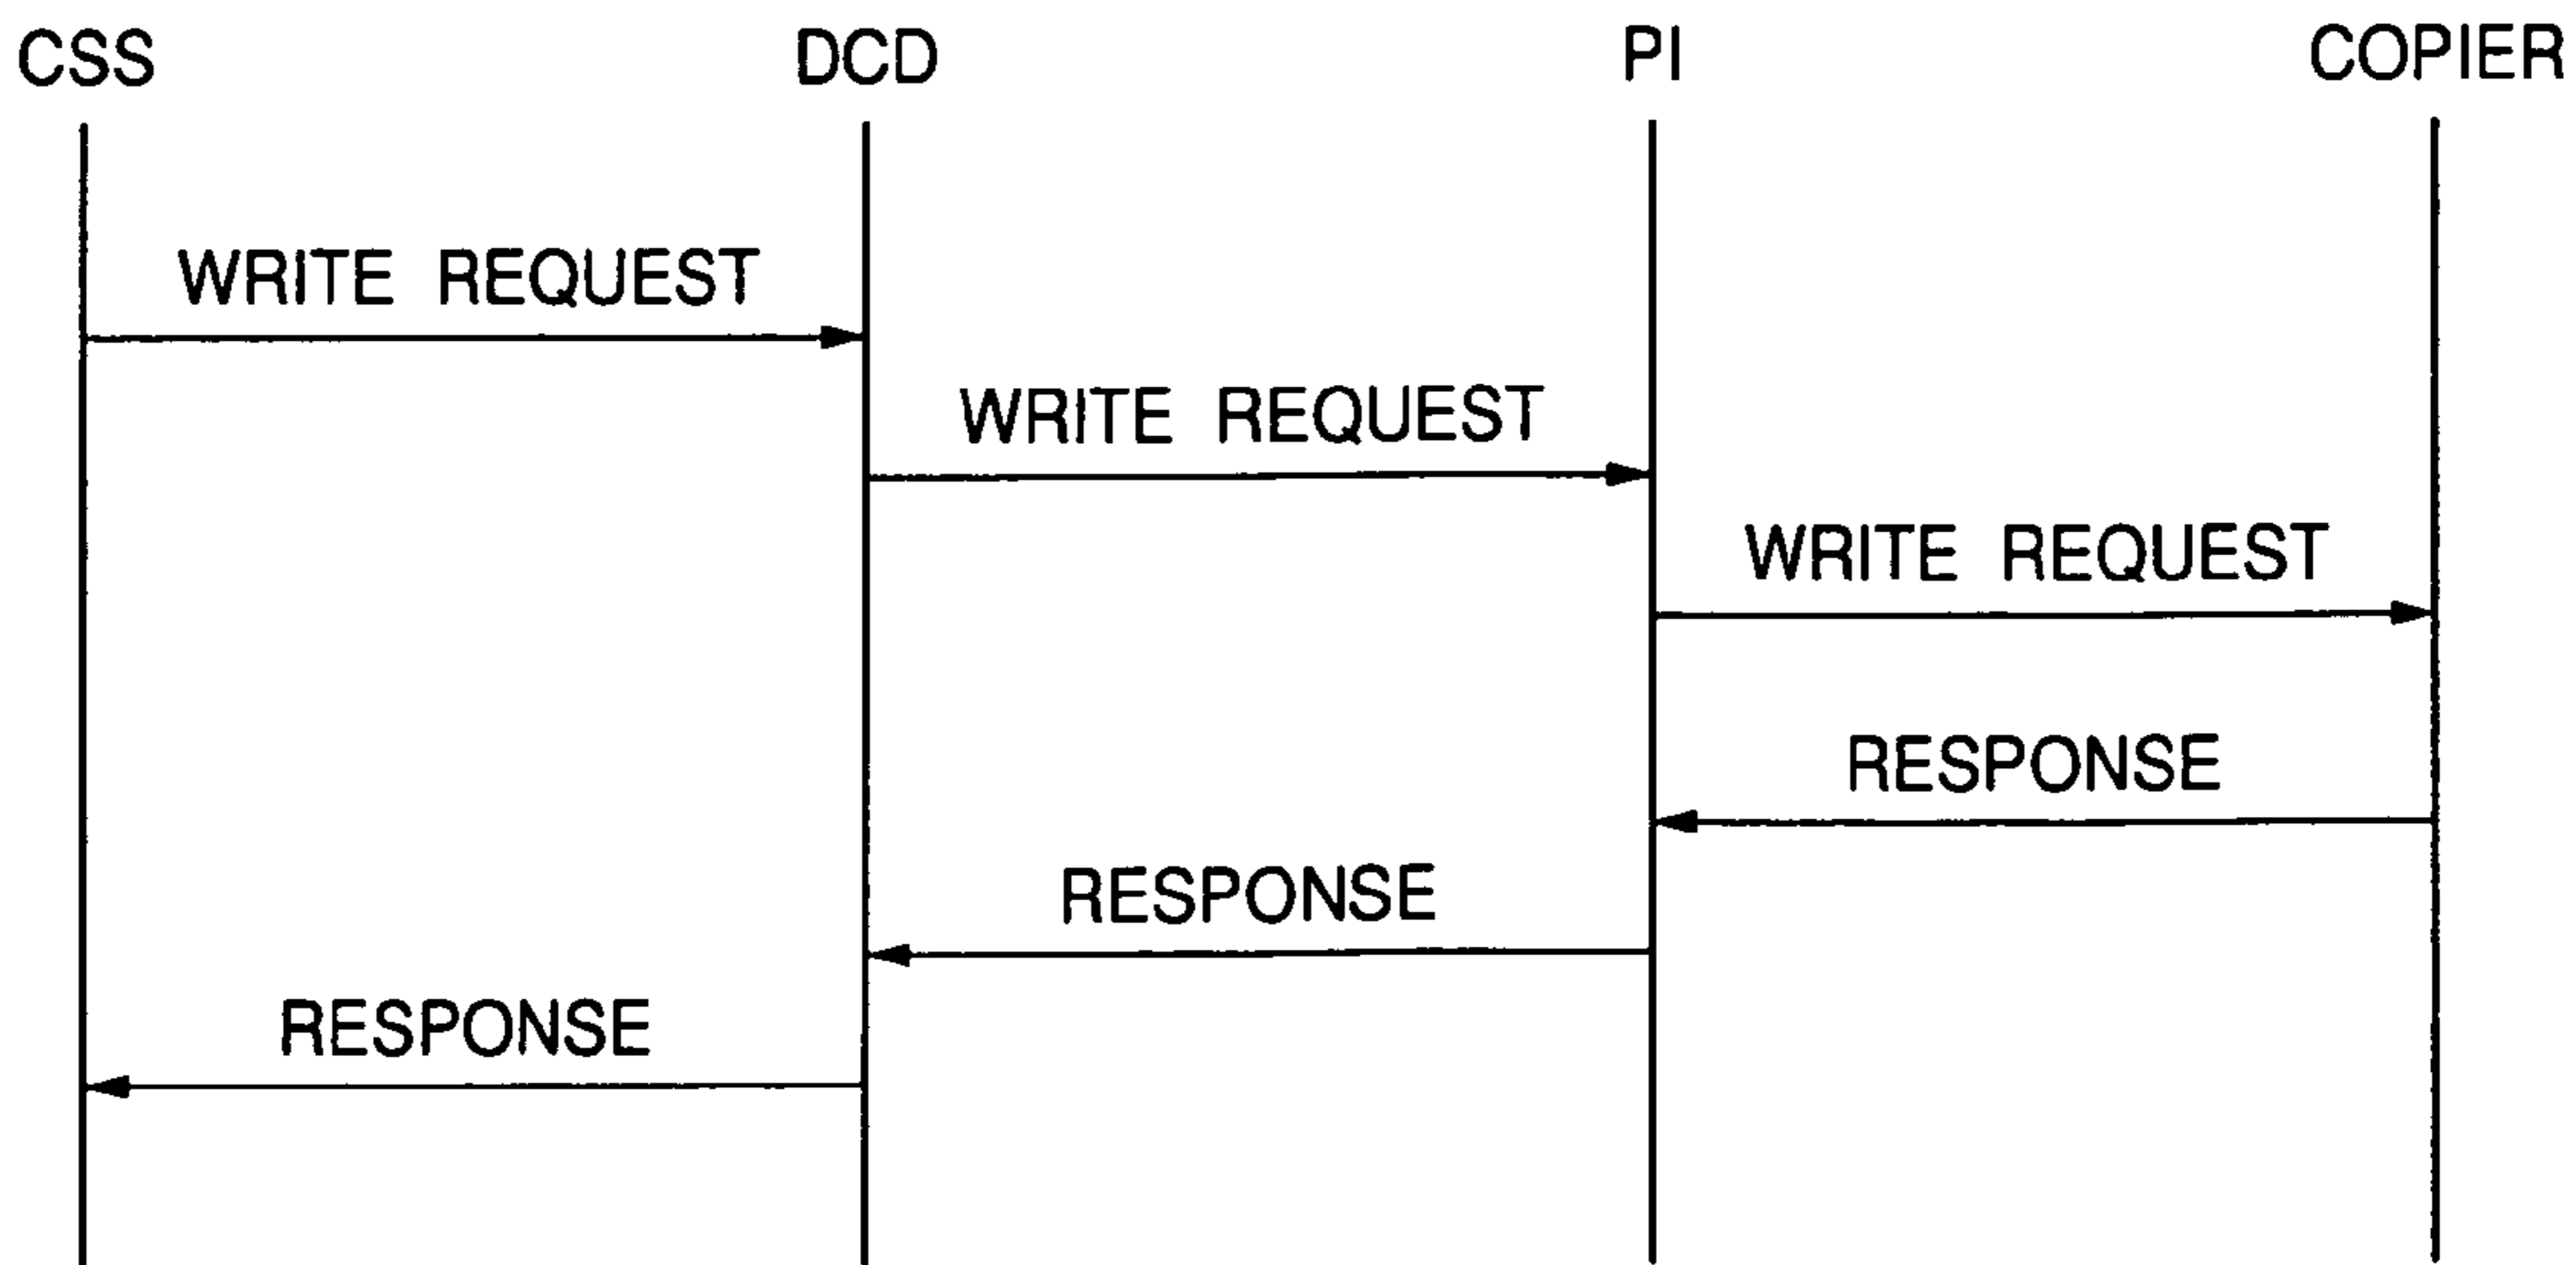 CSS DCD PI COPIER
WRITE REQUEST
WRITE REQUEST
WRITE REQUEST
RESPONSE
RESPONSE
RESPONSE